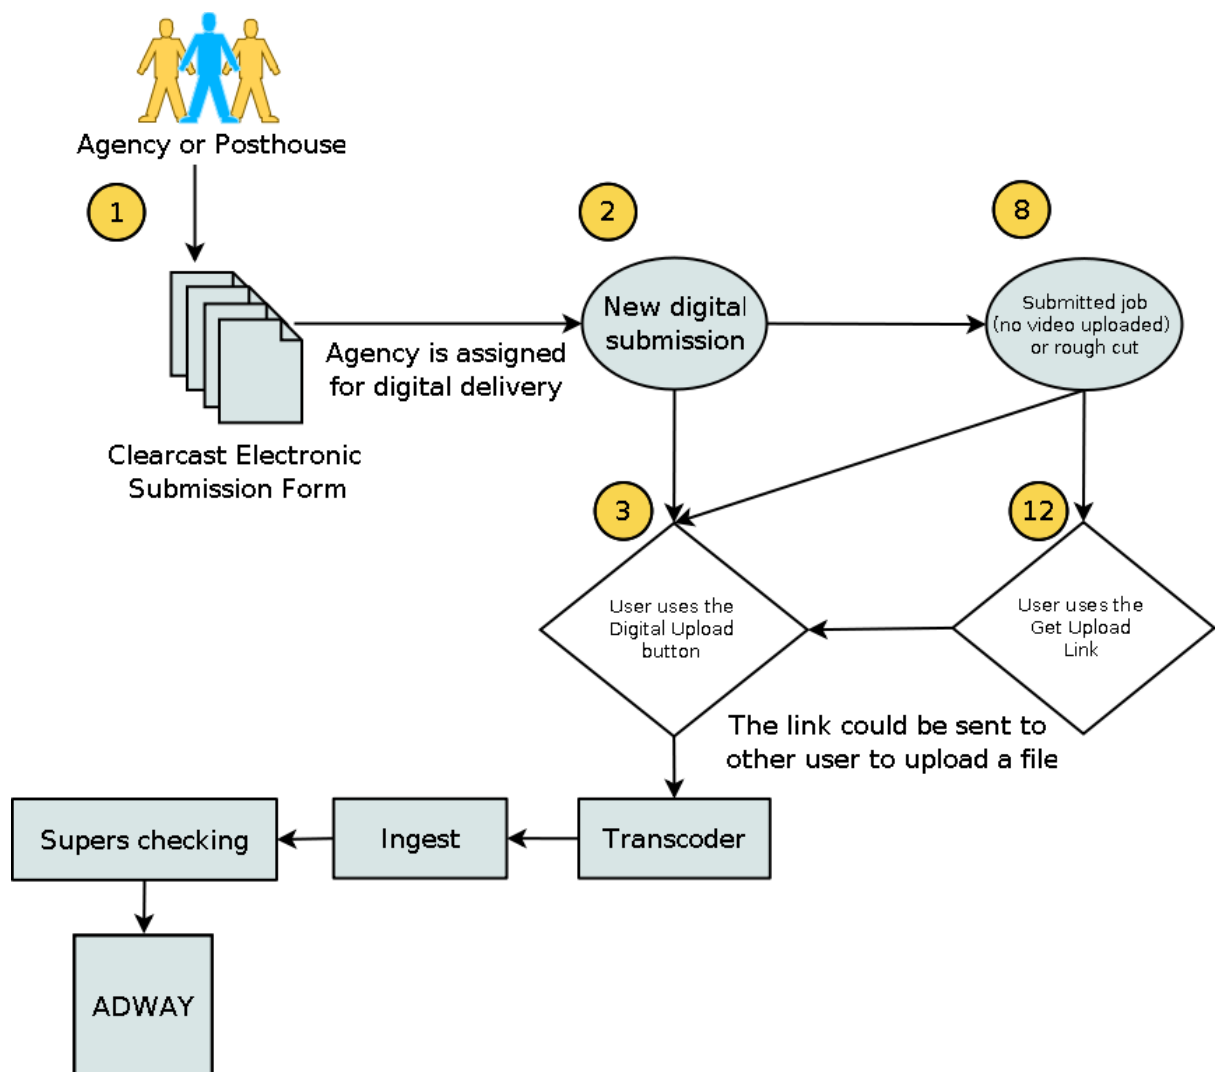 Agency or Posthouse
1
2
8
New digital
submission
Submitted job
(no video uploaded)
or rough cut
Agency is assigned
for digital delivery
Clearcast Electronic
Submission Form
3
12
User uses the
Digital Upload
button
User uses the
Get Upload
Link
The link could be sent to
other user to upload a file
Supers checking
Ingest
Transcoder
ADWAY